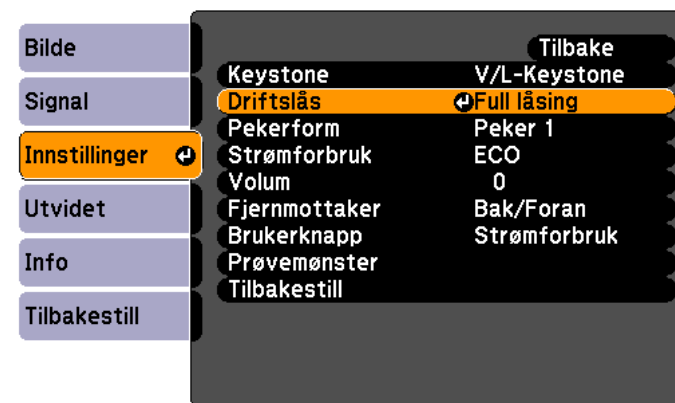 Bilde
Signal
Innstillinger
Utvidet
Info
Tilbakestill
Tilbake
Keystone V/L-Keystone
Driftslås Full låsing
Pekerform Peker 1
Strømforbruk ECO
Volum 0
Fjernmottaker Bak/Foran
Brukerknapp Strømforbruk
Prøvemønster
Tilbakestill